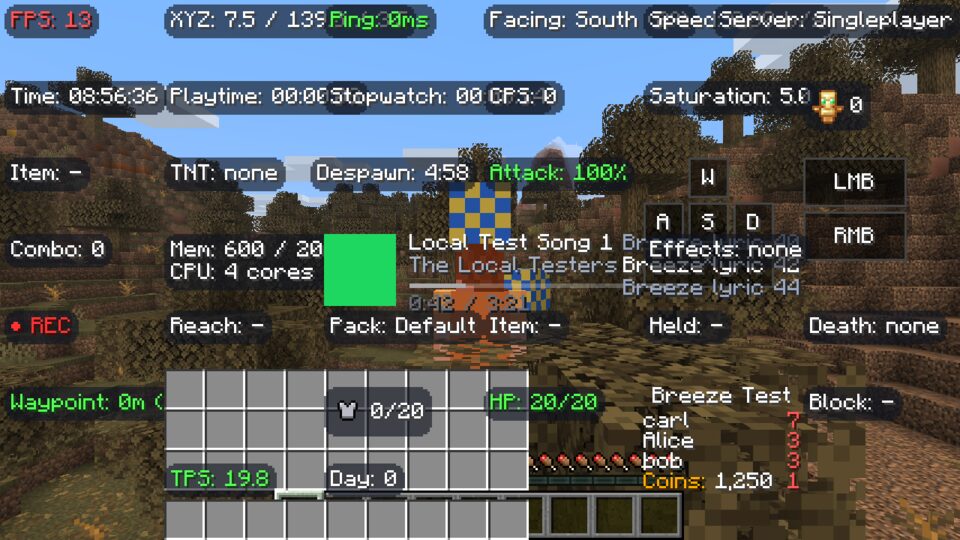 FPS: 13
XYZ: 7.5 / 139
Ping: 0ms
Facing: South
Speed
Server: Singleplayer
Time: 08:56:36
Playtime: 00:00
Stopwatch: 00
CPS: 0
Saturation: 5.0
0
Item: -
TNT: none
Despawn: 4:58
Attack: 100%
W
LMB
A S D
RMB
Combo: 0
Mem: 600 / 20
CPU: 4 cores
Local Test Song 1
The Local Testers
0:42 / 3:21
Breeze lyric
Effects: none
Breeze lyric 42
Breeze lyric 44
REC
Reach: -
Pack: Default
Item: -
Held: -
Death: none
Waypoint: 0m (
0/20
HP: 20/20
Breeze Test
carl 7
Alice 3
bob 3
Coins: 1,250 1
Block: -
TPS: 19.8
Day: 0